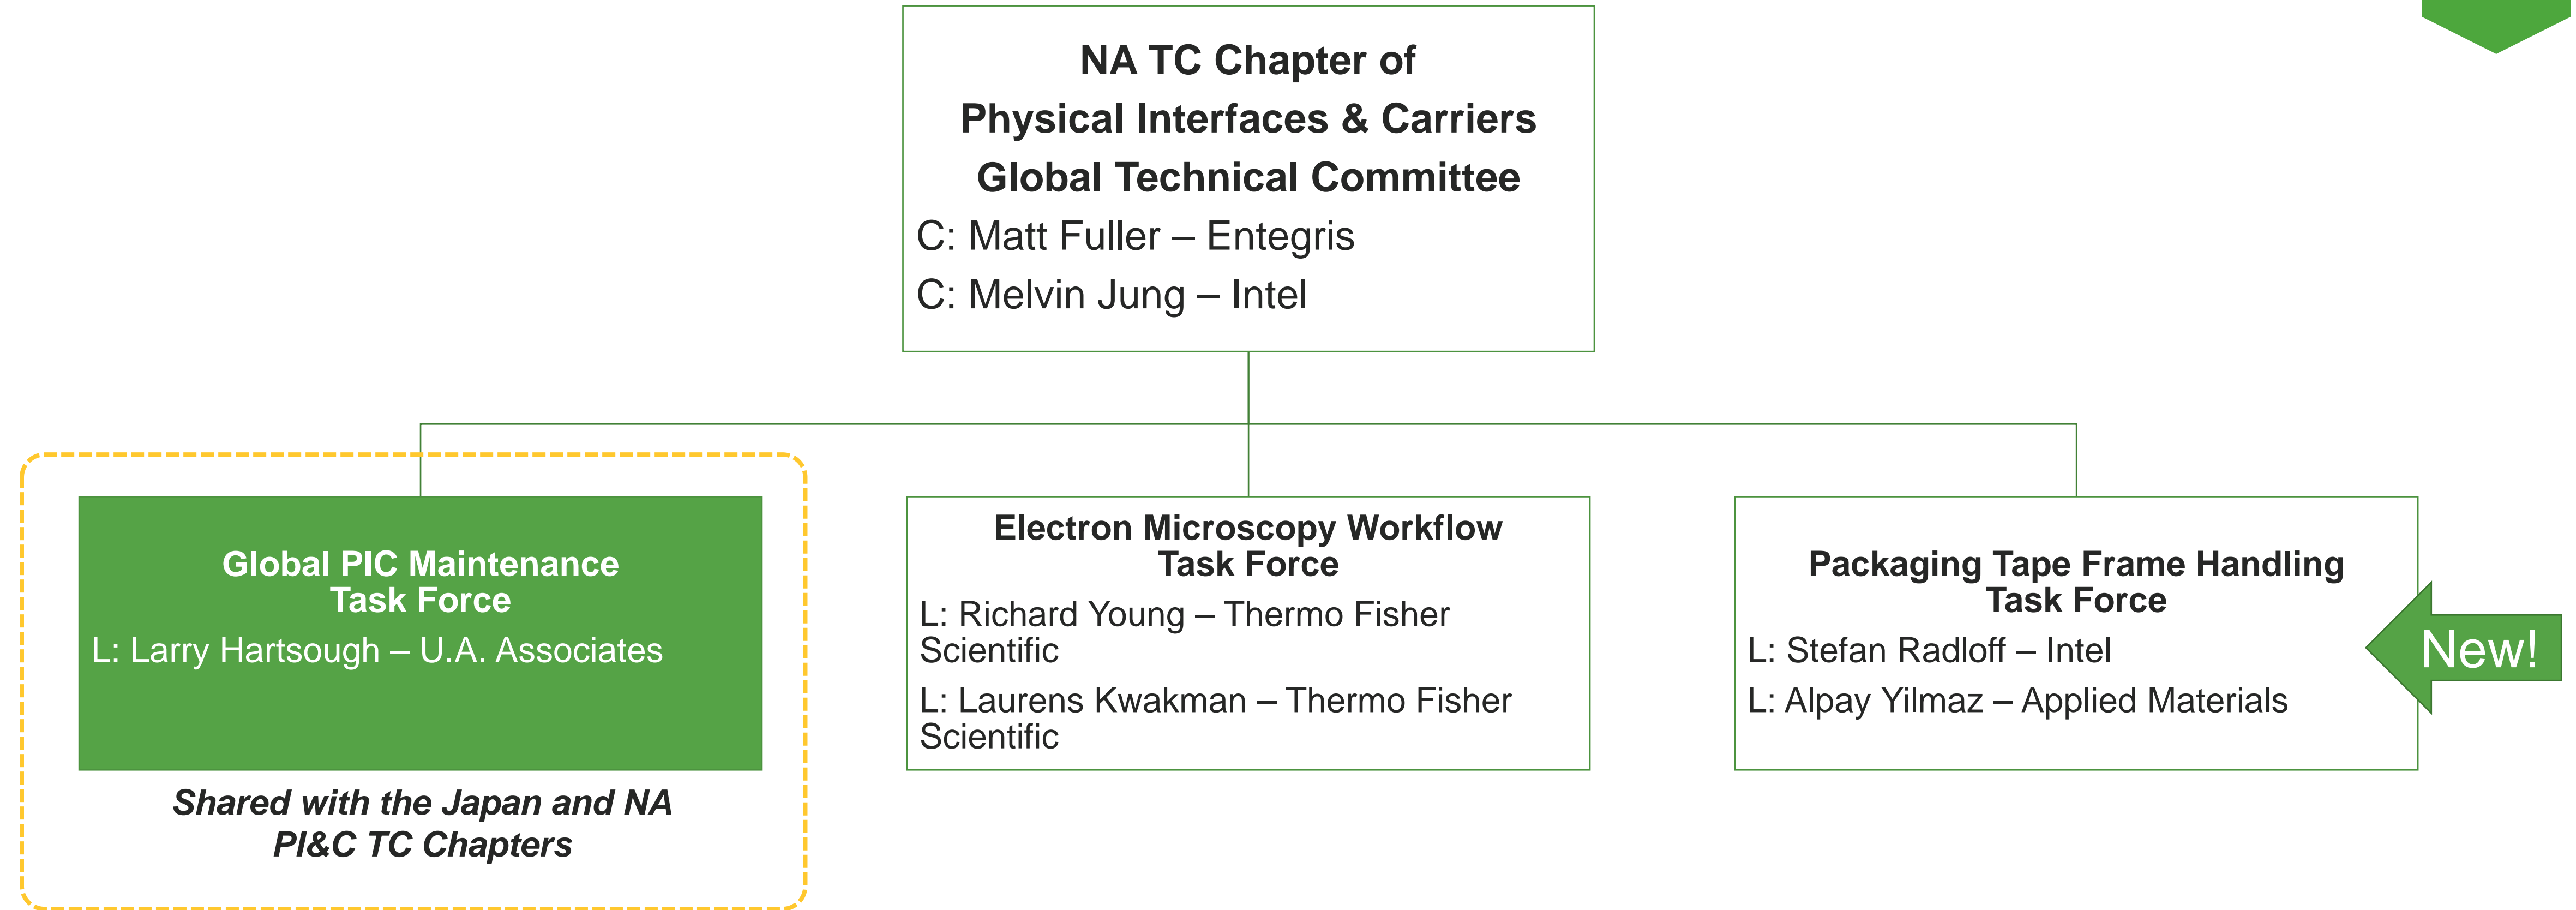 NA TC Chapter of
Physical Interfaces & Carriers
Global Technical Committee
C: Matt Fuller – Entegris
C: Melvin Jung – Intel
Global PIC Maintenance
Task Force
L: Larry Hartsough – U.A. Associates
Shared with the Japan and NA
PI&C TC Chapters
Electron Microscopy Workflow
Task Force
L: Richard Young – Thermo Fisher
Scientific
L: Laurens Kwakman – Thermo Fisher
Scientific
Packaging Tape Frame Handling
Task Force
L: Stefan Radloff – Intel
L: Alpay Yilmaz – Applied Materials
New!